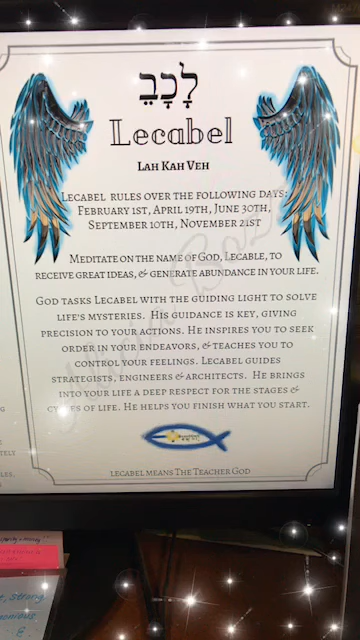 לָכָבֵ
Lecabel
Lah Kah Veh
Lecabel rules over the following days:
February 1st, April 19th, June 30th,
September 10th, November 21st
Meditate on the name of God, Lecable, to
receive great ideas, & generate abundance in your life.
God tasks Lecabel with the guiding light to solve
life's mysteries. His guidance is key, giving
precision to your actions. He inspires you to seek
order in your endeavors, & teaches you to
control your feelings. Lecabel guides
strategists, engineers & architects. He brings
into your life a deep respect for the stages &
cycles of life. He helps you finish what you start.
lecabel means The Teacher God
strong